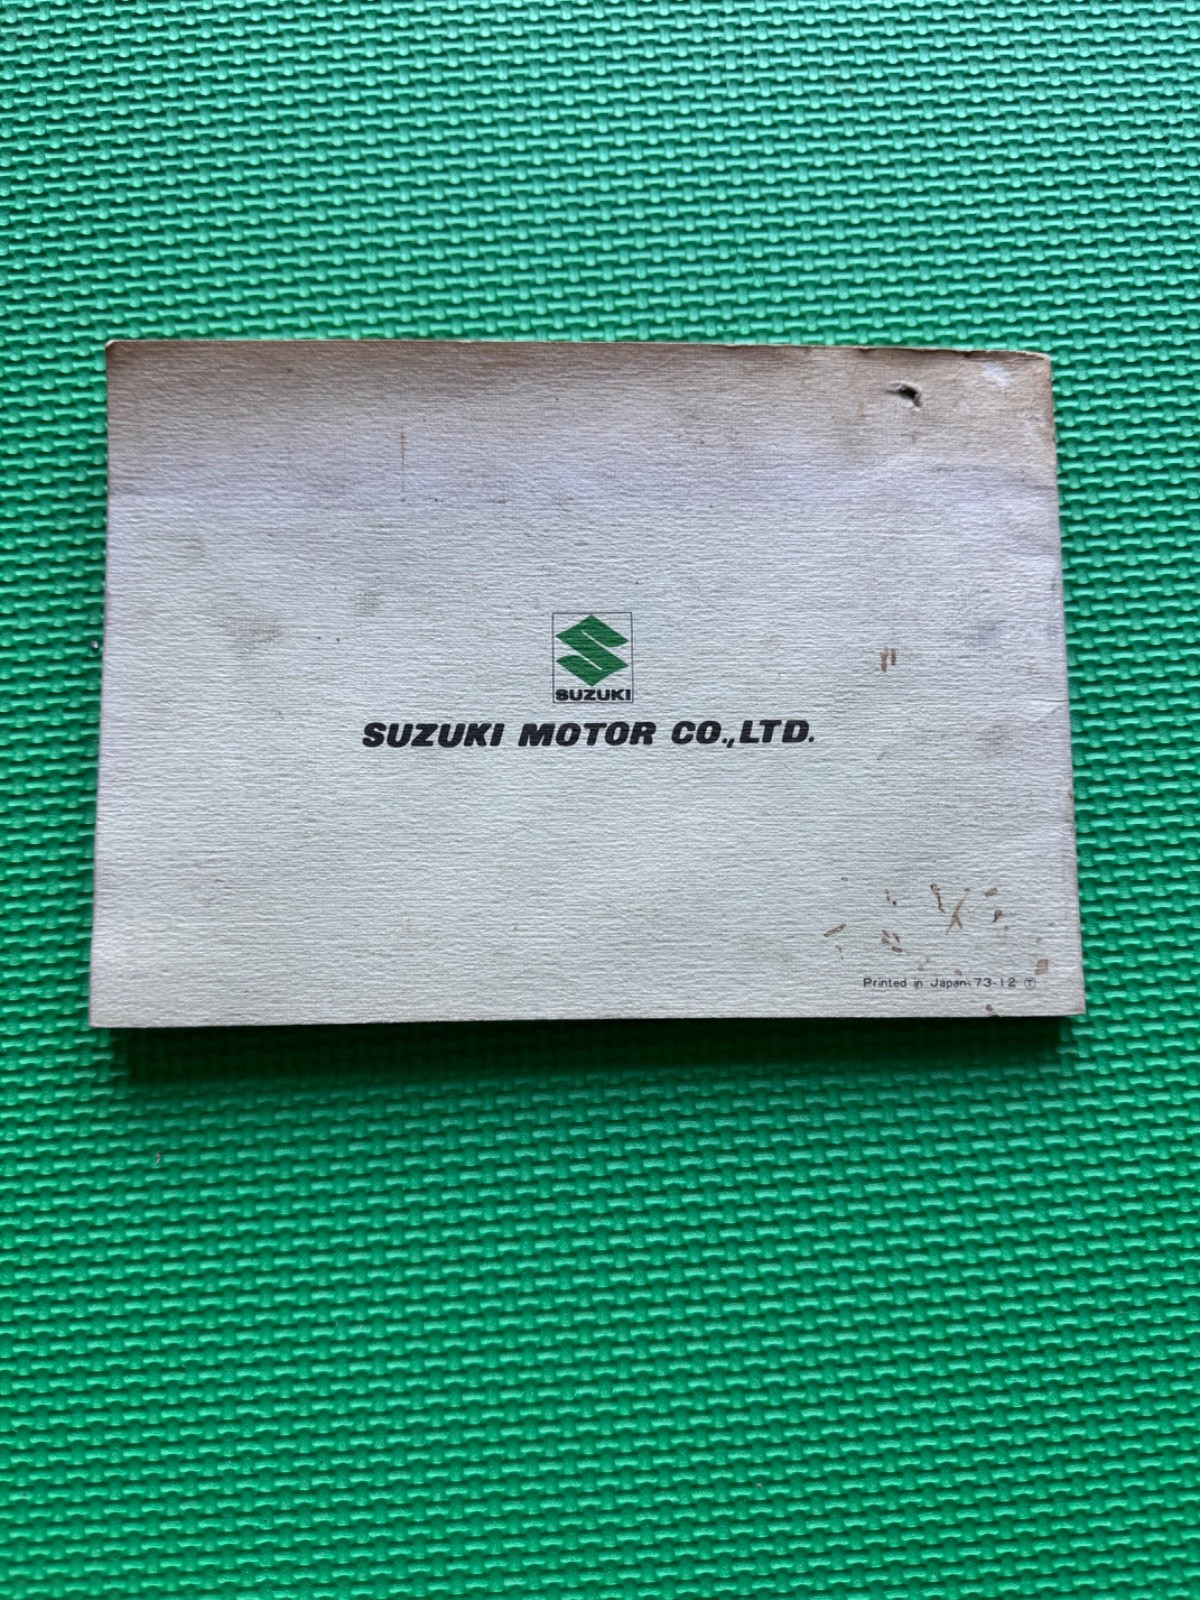 SUZUKI
SUZUKI MOTOR CO.,LTD.
Printed in Japan 73-12 Ⓣ